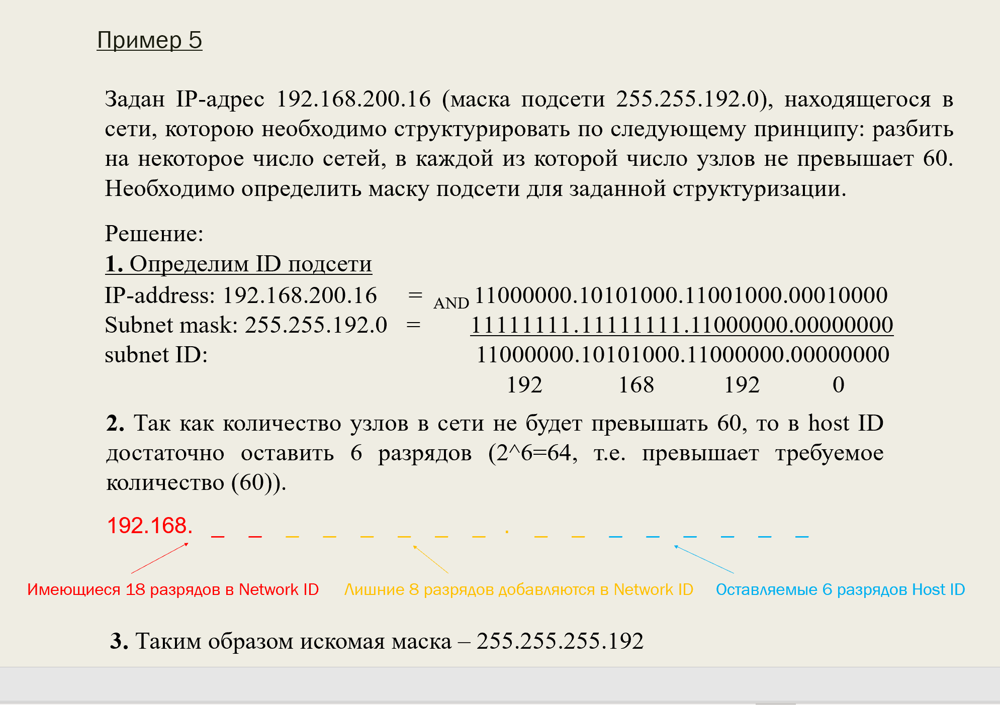 Пример 5
Задан IP-адрес 192.168.200.16 (маска подсети 255.255.192.0), находящегося в
сети, которою необходимо структурировать по следующему принципу: разбить
на некоторое число сетей, в каждой из которой число узлов не превышает 60.
Необходимо определить маску подсети для заданной структуризации.
Решение:
1. Определим ID подсети
IP-address: 192.168.200.16 = AND 11000000.10101000.11001000.00010000
Subnet mask: 255.255.192.0 = 11111111.11111111.11000000.00000000
subnet ID: 11000000.10101000.11000000.00000000
192 168 192 0
2. Так как количество узлов в сети не будет превышать 60, то в host ID
достаточно оставить 6 разрядов (2^6=64, т.е. превышает требуемое
количество (60)).
192.168. _ _ _ _ _ _ _ _ . _ _ _ _ _ _ _ _
Имеющиеся 18 разрядов в Network ID Лишние 8 разрядов добавляются в Network ID Оставляемые 6 разрядов Host ID
3. Таким образом искомая маска – 255.255.255.192